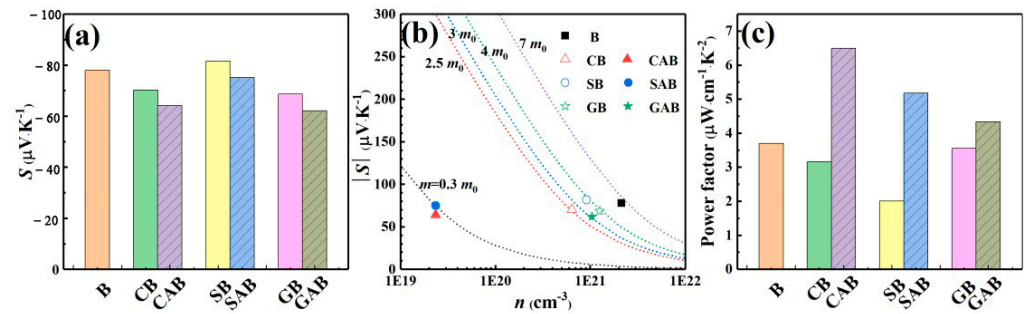 (a)
S (μV·K⁻¹)
−100
−80
−60
−40
−20
0
B
CB
CAB
SB
SAB
GB
GAB
(b)
|S| (μV·K⁻¹)
300
250
200
150
100
50
0
3 m₀
4 m₀
7 m₀
2.5 m₀
m=0.3 m₀
B
CB CAB
SB SAB
GB GAB
1E19 1E20 1E21 1E22
n (cm⁻³)
(c)
Power factor (μW·cm⁻¹·K⁻²)
7
6
5
4
3
2
1
0
B
CB
CAB
SB
SAB
GB
GAB